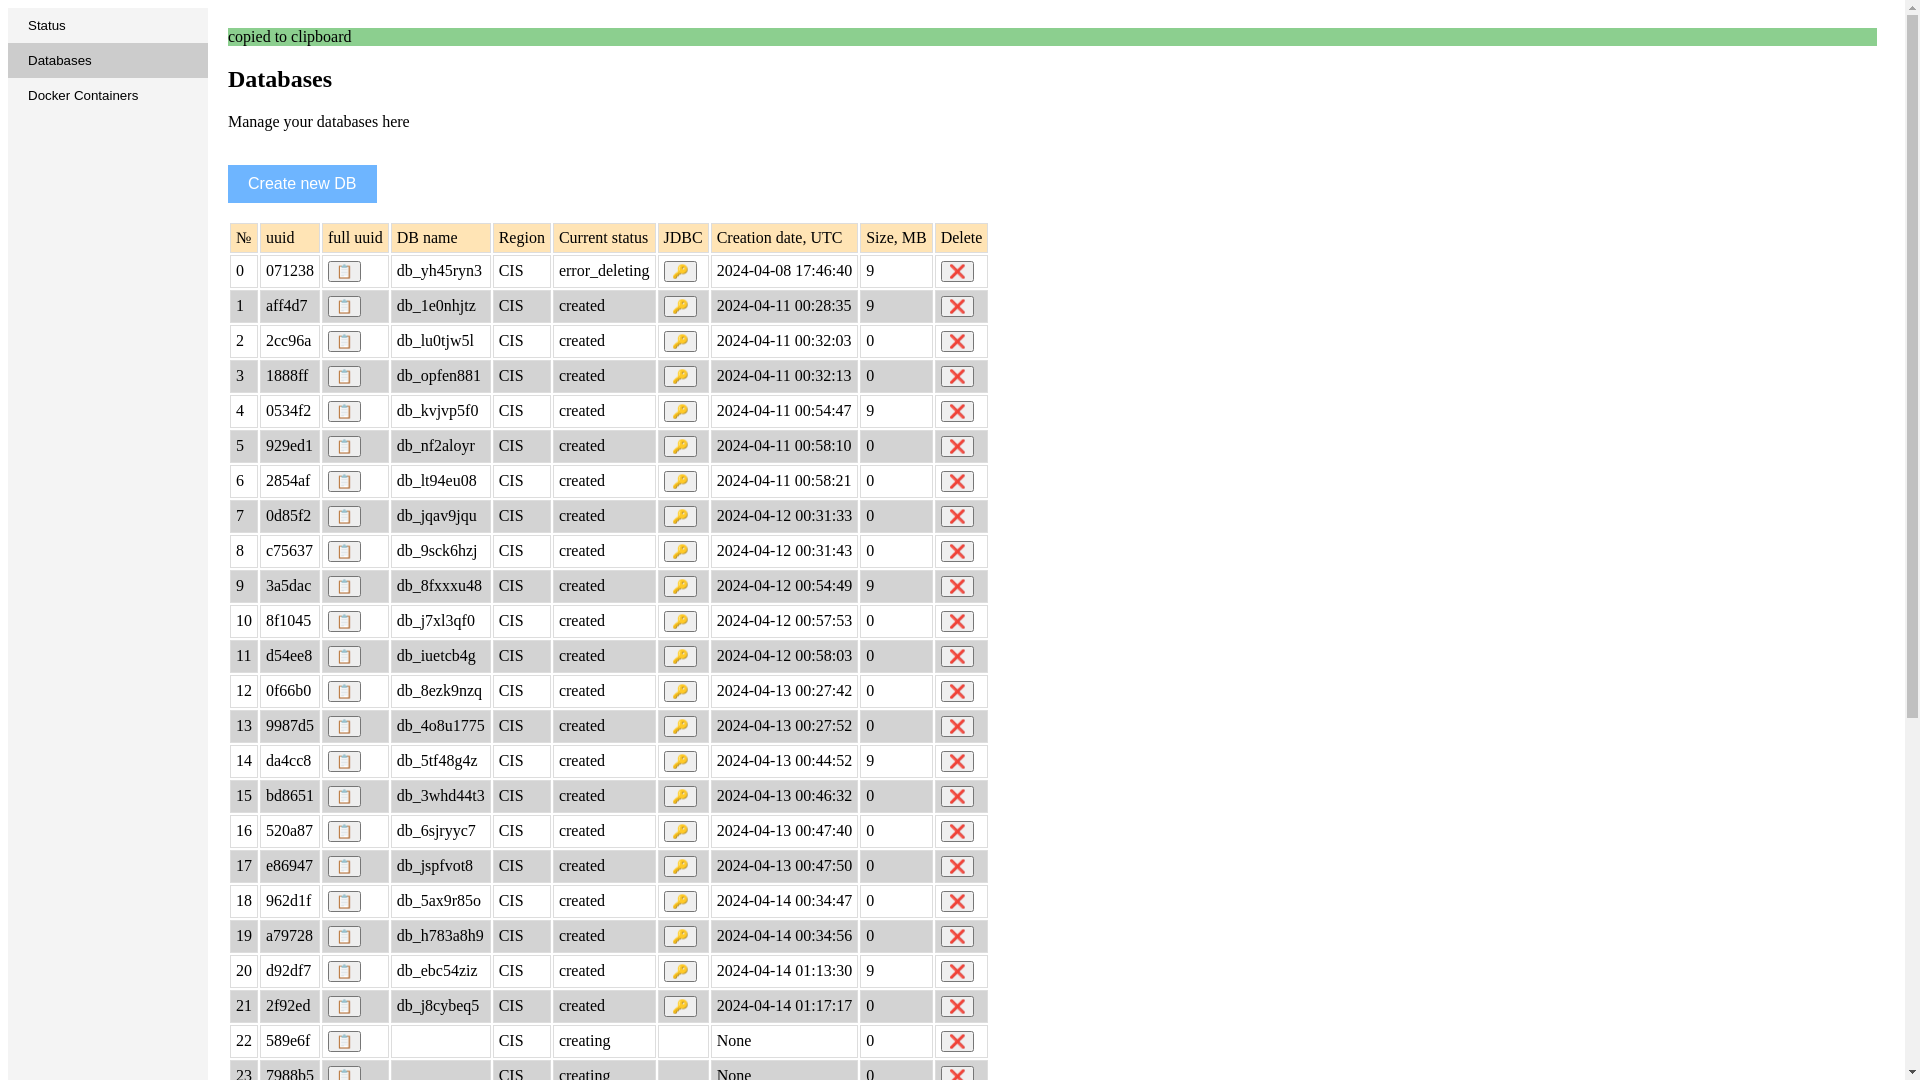 Status
Databases
Docker Containers
copied to clipboard
Databases
Manage your databases here
Create new DB
№ uuid full uuid DB name Region Current status JDBC Creation date, UTC Size, MB Delete
0 071238 db_yh45ryn3 CIS error_deleting 2024-04-08 17:46:40 9
1 aff4d7 db_1e0nhjtz CIS created 2024-04-11 00:28:35 9
2 2cc96a db_lu0tjw5l CIS created 2024-04-11 00:32:03 0
3 1888ff db_opfen881 CIS created 2024-04-11 00:32:13 0
4 0534f2 db_kvjvp5f0 CIS created 2024-04-11 00:54:47 9
5 929ed1 db_nf2aloyr CIS created 2024-04-11 00:58:10 0
6 2854af db_lt94eu08 CIS created 2024-04-11 00:58:21 0
7 0d85f2 db_jqav9jqu CIS created 2024-04-12 00:31:33 0
8 c75637 db_9sck6hzj CIS created 2024-04-12 00:31:43 0
9 3a5dac db_8fxxxu48 CIS created 2024-04-12 00:54:49 9
10 8f1045 db_j7xl3qf0 CIS created 2024-04-12 00:57:53 0
11 d54ee8 db_iuetcb4g CIS created 2024-04-12 00:58:03 0
12 0f66b0 db_8ezk9nzq CIS created 2024-04-13 00:27:42 0
13 9987d5 db_4o8u1775 CIS created 2024-04-13 00:27:52 0
14 da4cc8 db_5tf48g4z CIS created 2024-04-13 00:44:52 9
15 bd8651 db_3whd44t3 CIS created 2024-04-13 00:46:32 0
16 520a87 db_6sjryyc7 CIS created 2024-04-13 00:47:40 0
17 e86947 db_jspfvot8 CIS created 2024-04-13 00:47:50 0
18 962d1f db_5ax9r85o CIS created 2024-04-14 00:34:47 0
19 a79728 db_h783a8h9 CIS created 2024-04-14 00:34:56 0
20 d92df7 db_ebc54ziz CIS created 2024-04-14 01:13:30 9
21 2f92ed db_j8cybeq5 CIS created 2024-04-14 01:17:17 0
22 589e6f CIS creating None 0
23 7988b5 CIS creating None 0